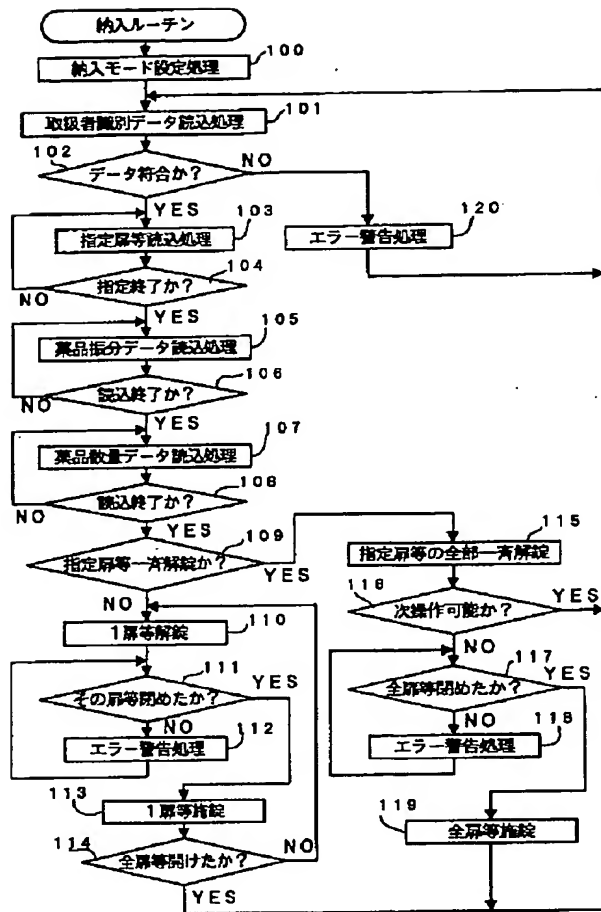 納入ルーチン
100
納入モード設定処理
101
取扱者識別データ読込処理
102
データ符合か?
NO
YES
103
指定扉等読込処理
120
エラー警告処理
104
指定終了か?
NO
YES
105
薬品振分データ読込処理
106
読込終了か?
NO
YES
107
薬品数量データ読込処理
108
読込終了か?
NO
YES
109
指定扉等一斉解錠か?
YES
NO
115
指定扉等の全部一斉解錠
116
次操作可能か?
YES
NO
110
1扉等解錠
111
その扉等閉めたか?
YES
NO
112
エラー警告処理
117
全扉等閉めたか?
YES
NO
118
エラー警告処理
113
1扉等施錠
114
全扉等開けたか?
NO
YES
119
全扉等施錠